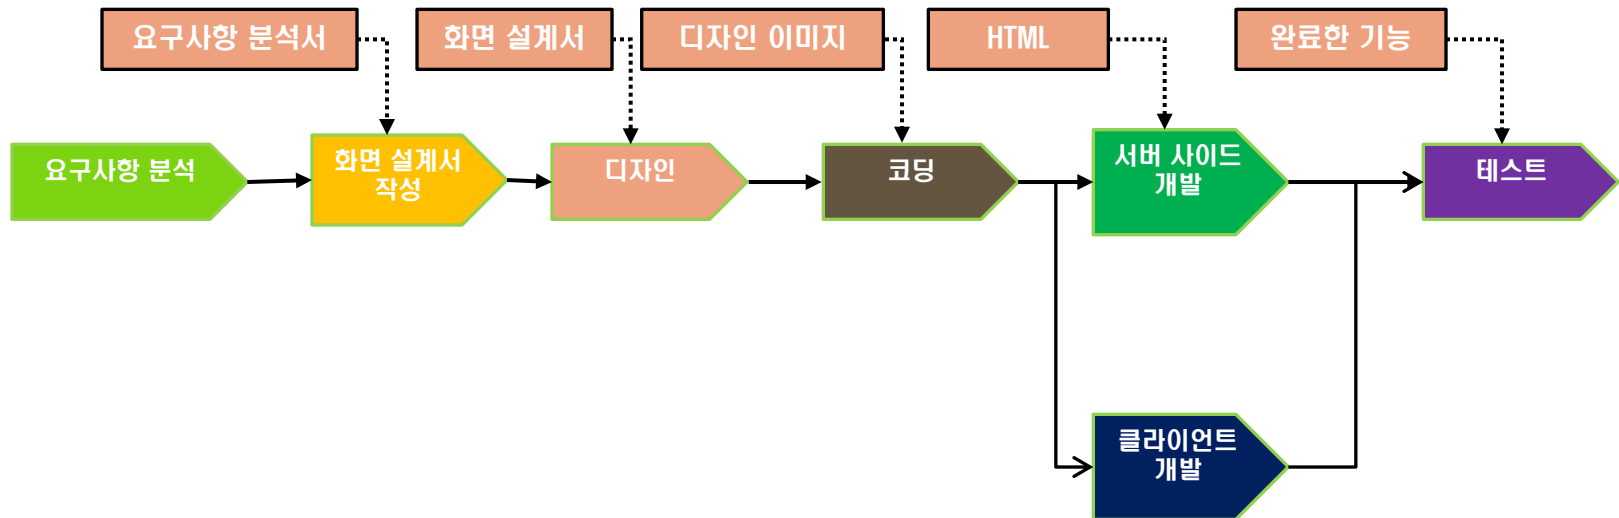 요구사항 분석서
화면 설계서
디자인 이미지
HTML
완료한 기능
요구사항 분석
화면 설계서
작성
디자인
코딩
서버 사이드
개발
테스트
클라이언트
개발